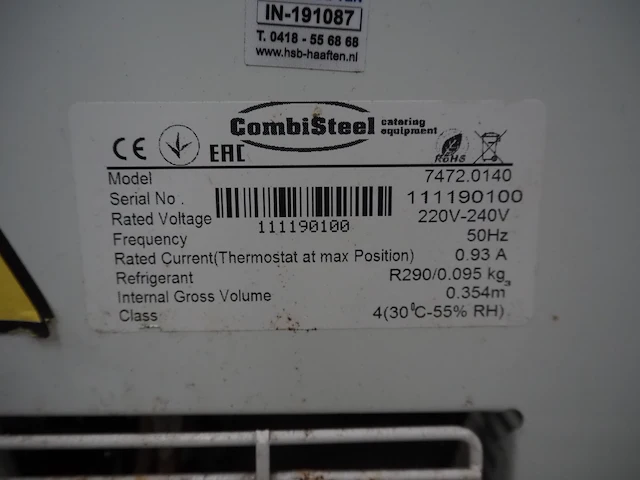 IN-191087
T. 0418 - 55 68 68
www.hsb-haaften.nl
CombiSteel catering equipment
CE EAC RoHS
Model 7472.0140
Serial No . 111190100
111190100
Rated Voltage 220V-240V
Frequency 50Hz
Rated Current(Thermostat at max Position) 0.93 A
Refrigerant R290/0.095 kg
Internal Gross Volume 0.354m³
Class 4(30⁰C-55% RH)